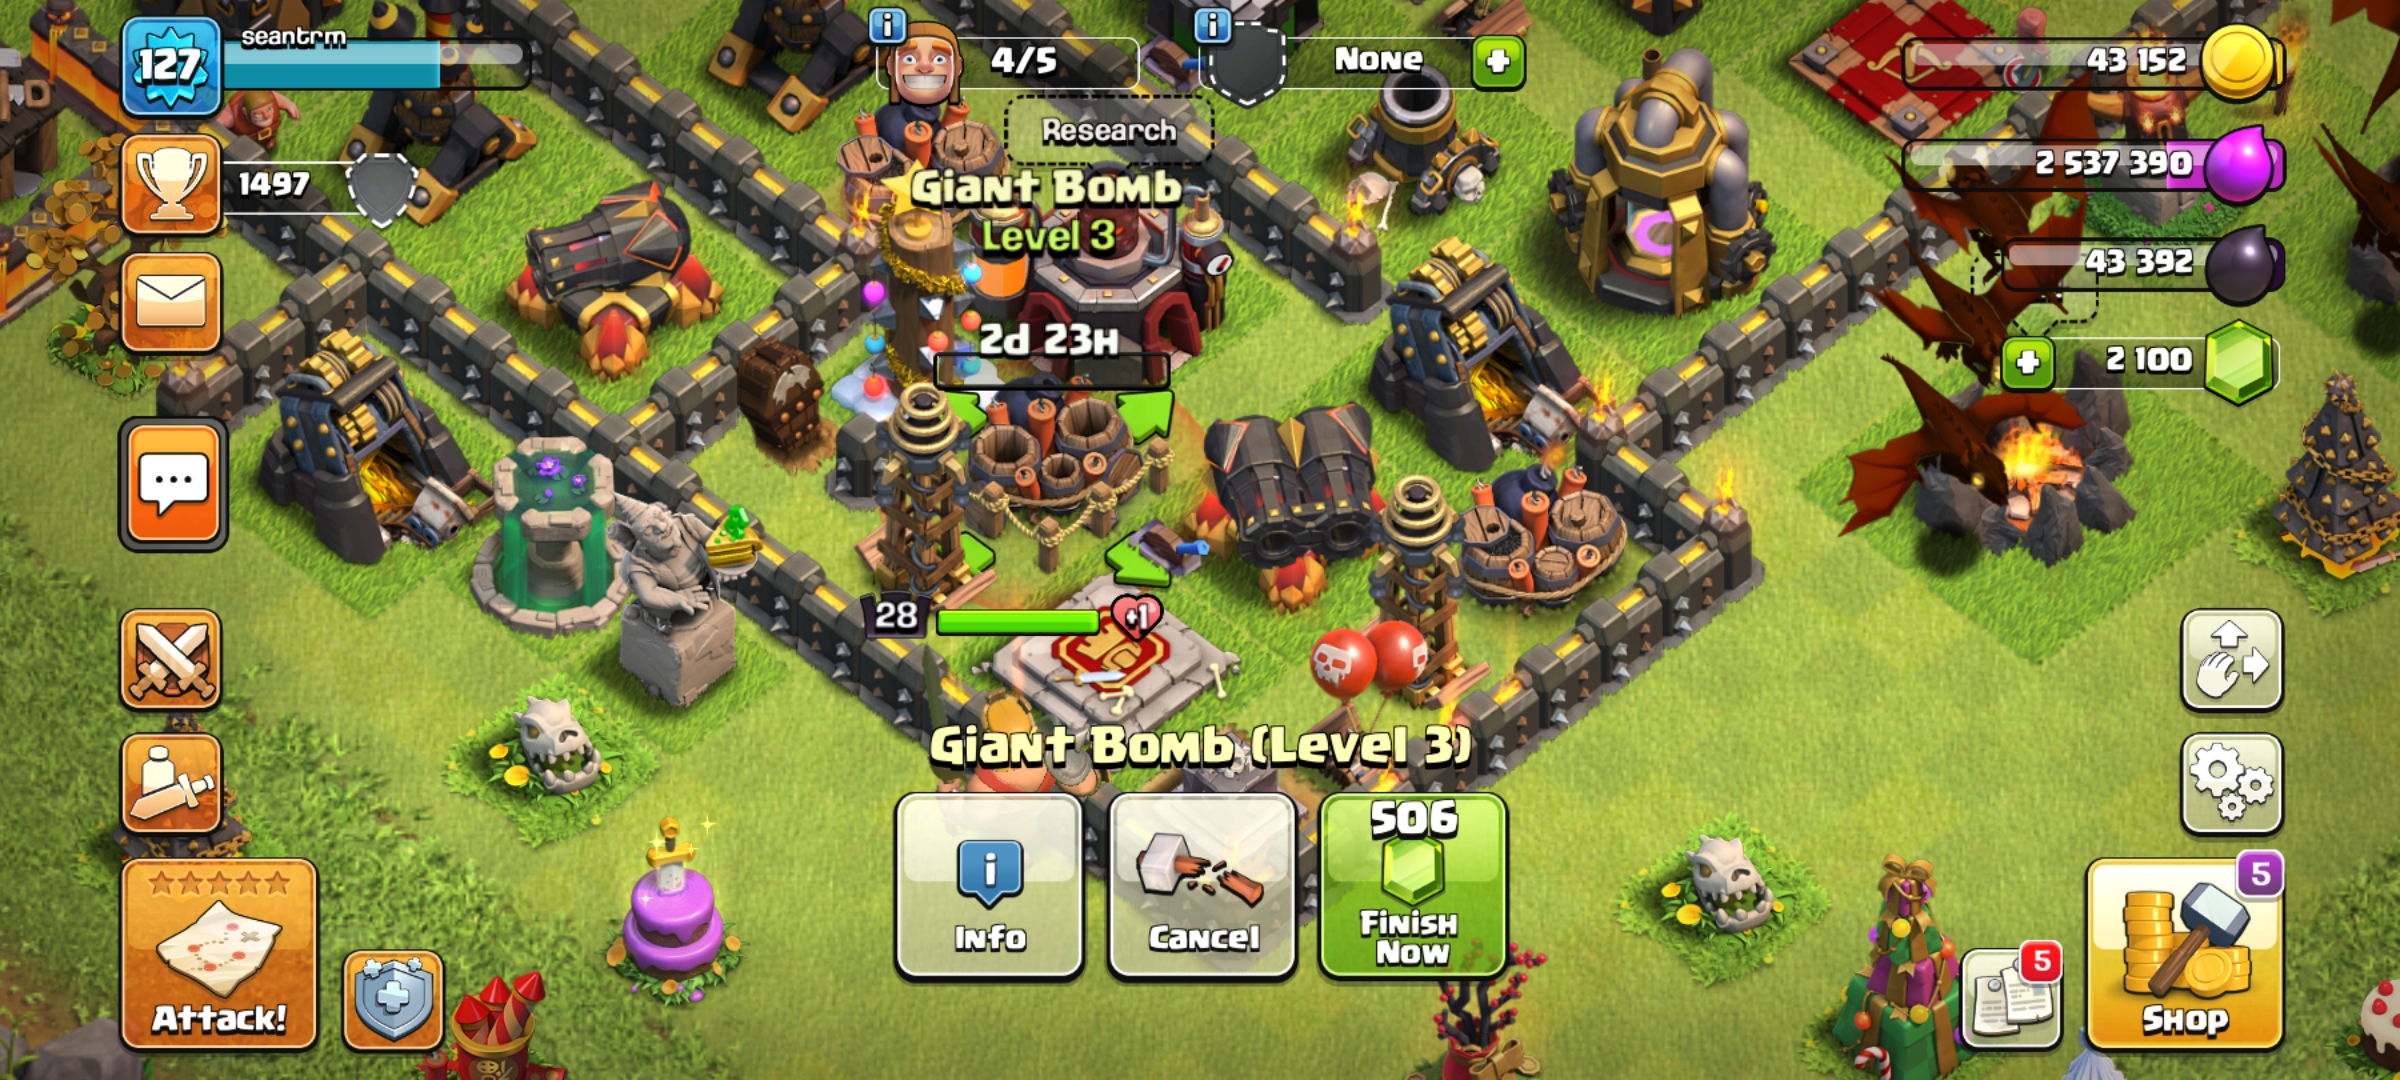 127
seantrm
4/5
None
43 152
Research
2 537 390
1497
Giant Bomb
Level 3
43 392
2d 23H
2 100
28
+1
Giant Bomb (Level 3)
506
Info
Cancel
Finish
Now
5
5
Attack!
Shop